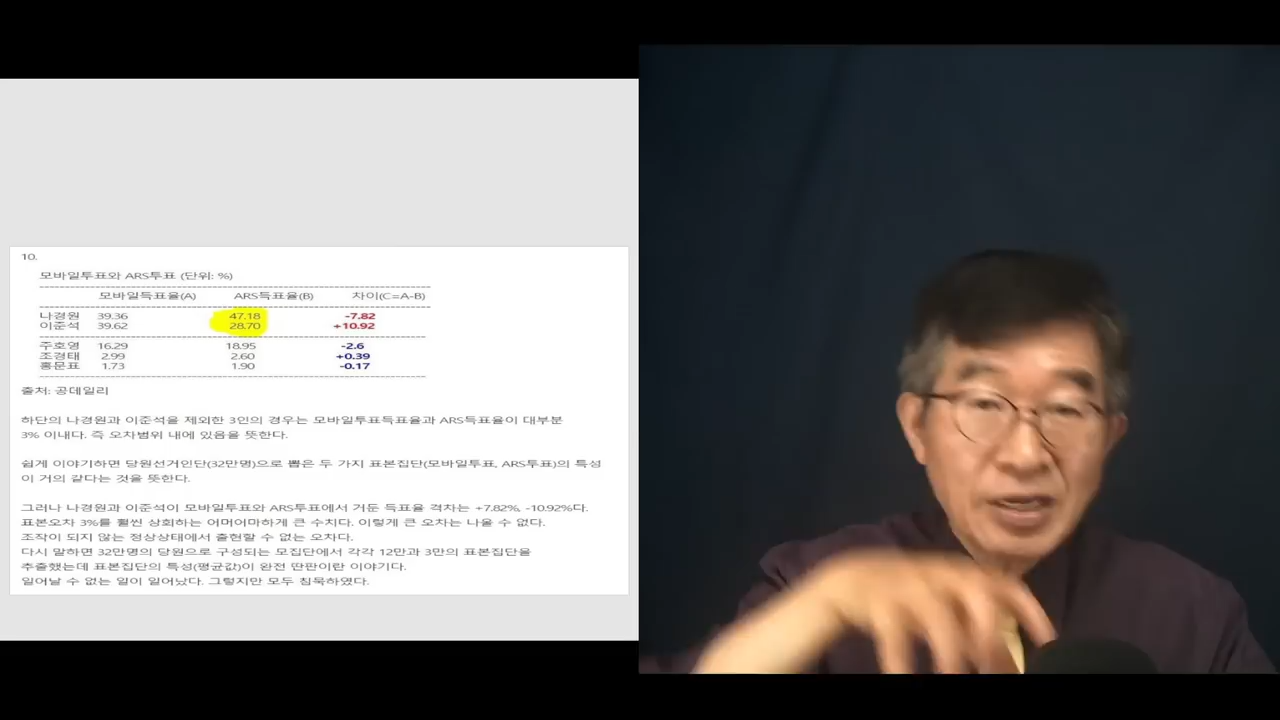 10.
모바일투표와 ARS투표 (단위: %)
모바일득표율(A) ARS득표율(B) 차이(C=A-B)
나경원 39.36 47.18 -7.82
이준석 39.62 28.70 +10.92
주호영 16.29 18.95 -2.6
조경태 2.99 2.60 +0.39
홍문표 1.73 1.90 -0.17
출처: 공데일리
하단의 나경원과 이준석을 제외한 3인의 경우는 모바일투표득표율과 ARS득표율이 대부분
3% 이내다. 즉 오차범위 내에 있음을 뜻한다.
쉽게 이야기하면 당원선거인단(32만명)으로 뽑은 두 가지 표본집단(모바일투표, ARS투표)의 특성
이 거의 같다는 것을 뜻한다.
그러나 나경원과 이준석이 모바일투표와 ARS투표에서 거둔 득표율 격차는 +7.82%, -10.92%다.
표본오차 3%를 훨씬 상회하는 어머어마하게 큰 수치다. 이렇게 큰 오차는 나올 수 없다.
조작이 되지 않는 정상상태에서 출현할 수 없는 오차다.
다시 말하면 32만명의 당원으로 구성되는 모집단에서 각각 12만과 3만의 표본집단을
추출했는데 표본집단의 특성(평균값)이 완전 딴판이란 이야기다.
일어날 수 없는 일이 일어났다. 그렇지만 모두 침묵하였다.